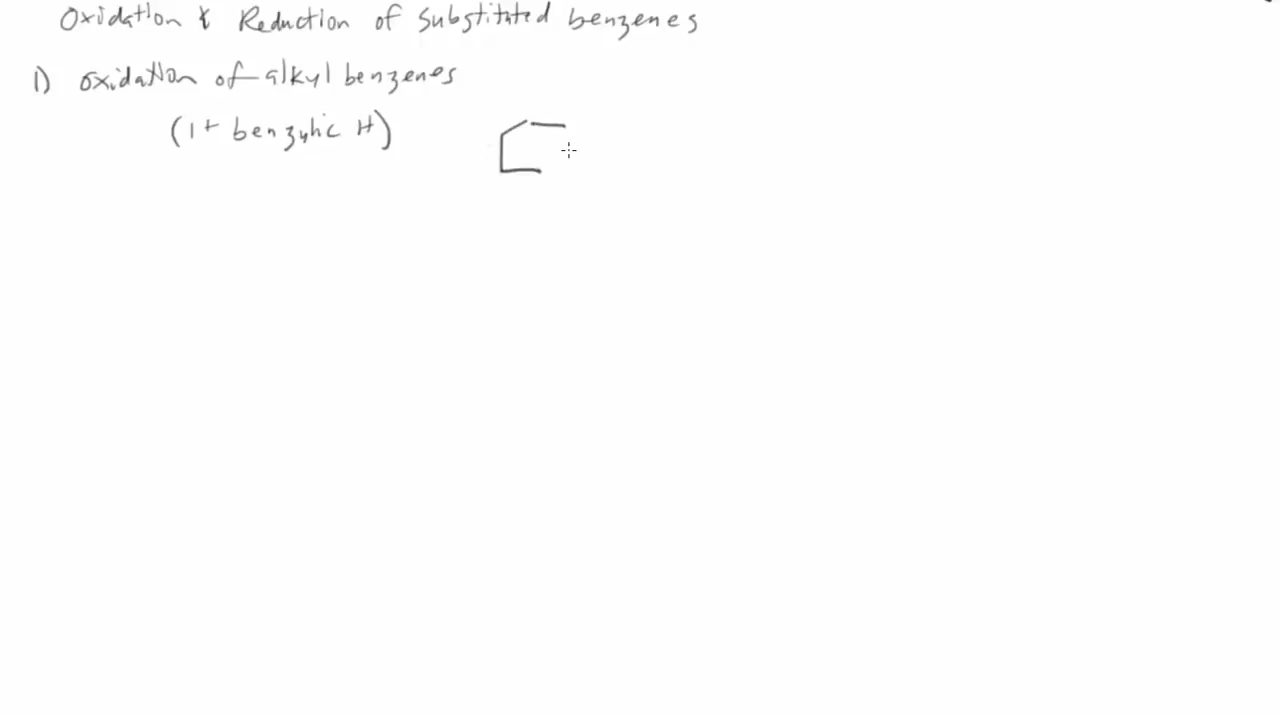 Oxidation & Reduction of substituted benzenes
1) oxidation of alkyl benzenes
(1+ benzylic H)